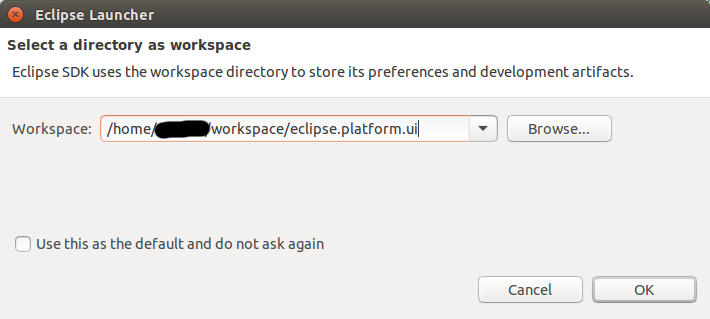 Eclipse Launcher
Select a directory as workspace
Eclipse SDK uses the workspace directory to store its preferences and development artifacts.
Workspace: /home/ /workspace/eclipse.platform.ui Browse...
Use this as the default and do not ask again
Cancel OK